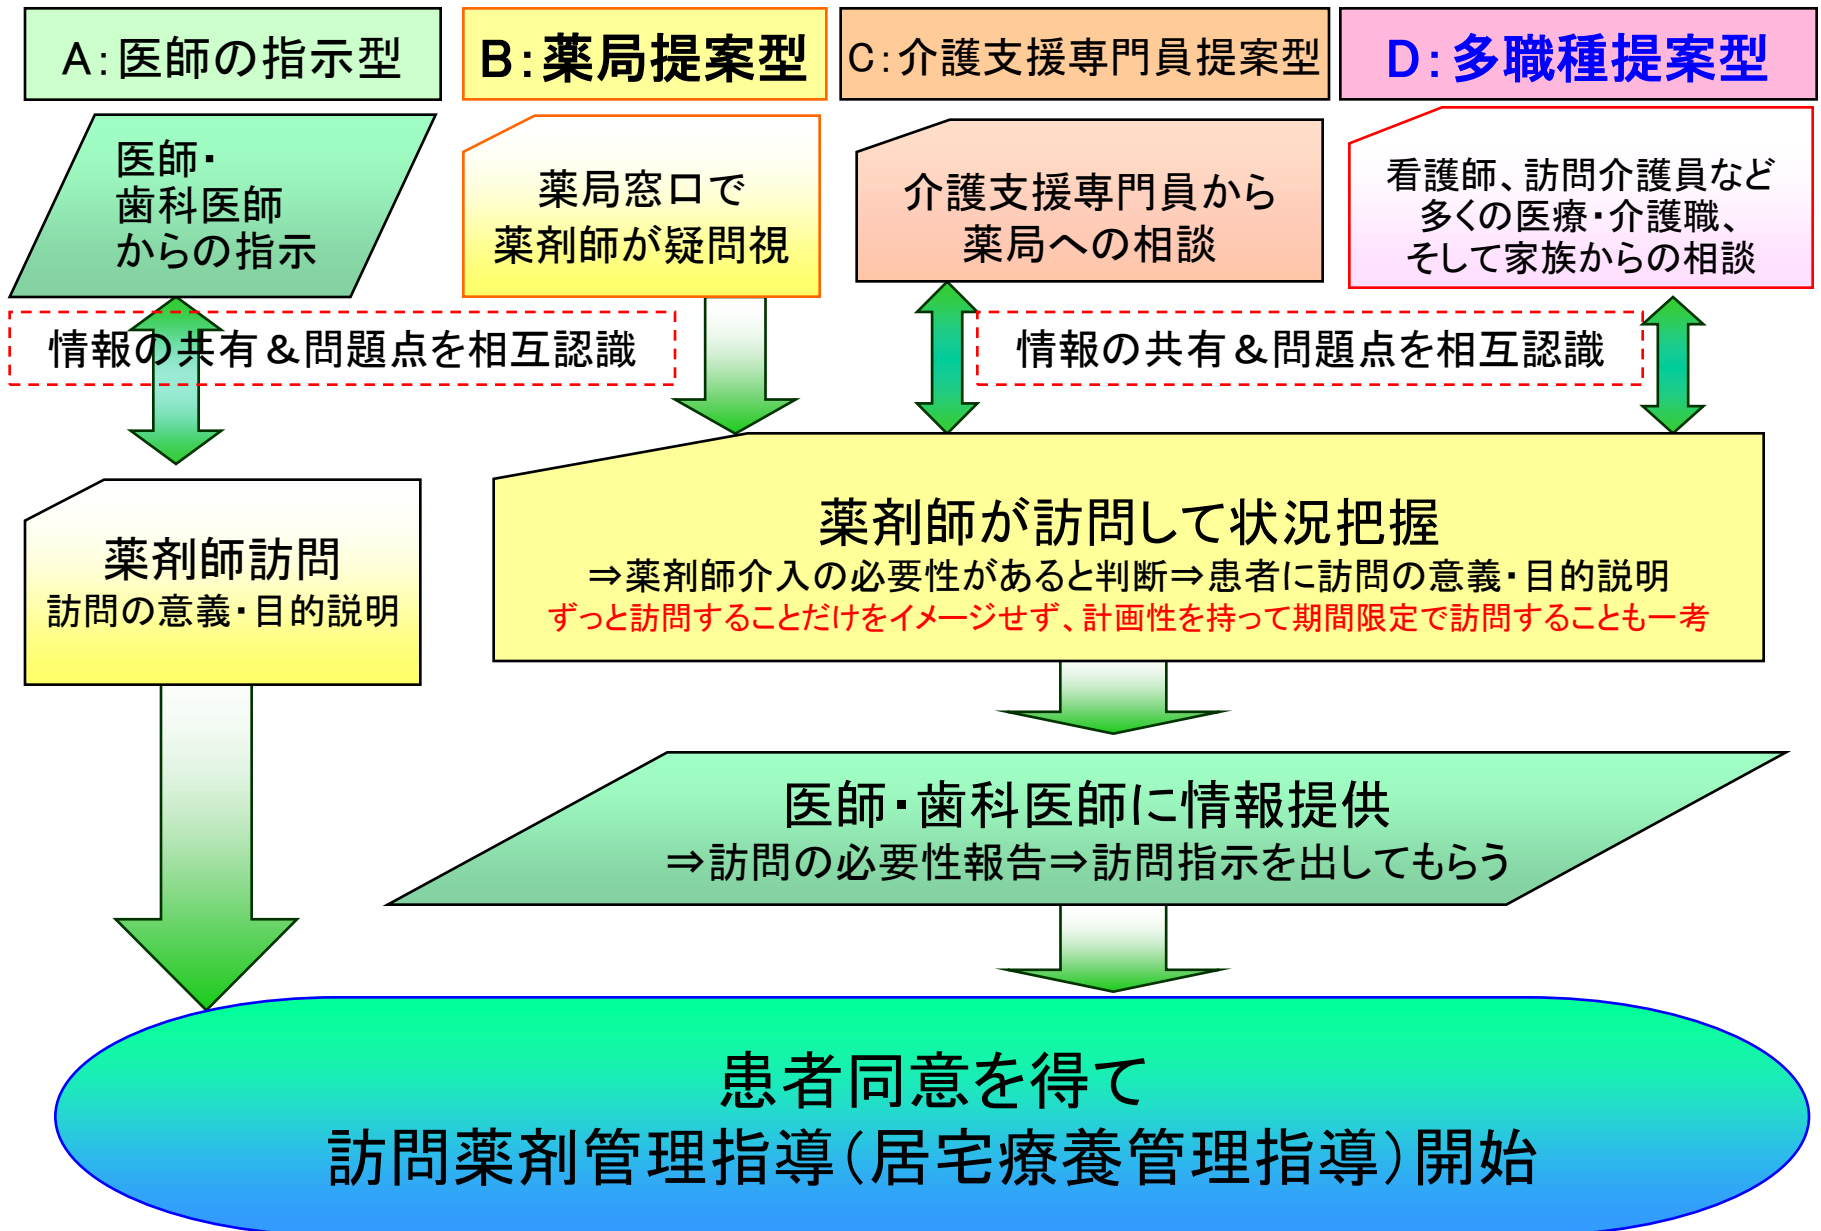 A：医師の指示型
B：薬局提案型
C：介護支援専門員提案型
D：多職種提案型
医師・
歯科医師
からの指示
薬局窓口で
薬剤師が疑問視
介護支援専門員から
薬局への相談
看護師、訪問介護員など
多くの医療・介護職、
そして家族からの相談
情報の共有＆問題点を相互認識
情報の共有＆問題点を相互認識
薬剤師訪問
訪問の意義・目的説明
薬剤師が訪問して状況把握
⇒薬剤師介入の必要性があると判断⇒患者に訪問の意義・目的説明
ずっと訪問することだけをイメージせず、計画性を持って期間限定で訪問することも一考
医師・歯科医師に情報提供
⇒訪問の必要性報告⇒訪問指示を出してもらう
患者同意を得て
訪問薬剤管理指導（居宅療養管理指導）開始